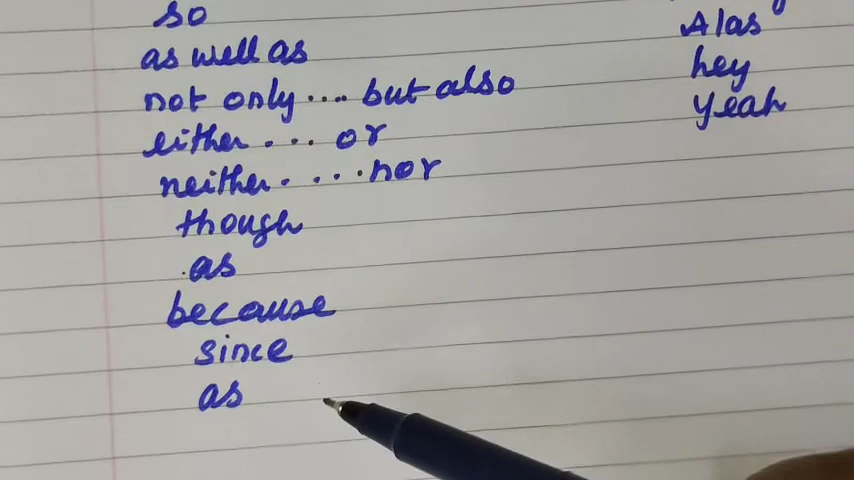 so
as well as
not only .... but also
either ... or
neither. ....nor
though
as
because
since
as
Alas
hey
yeah